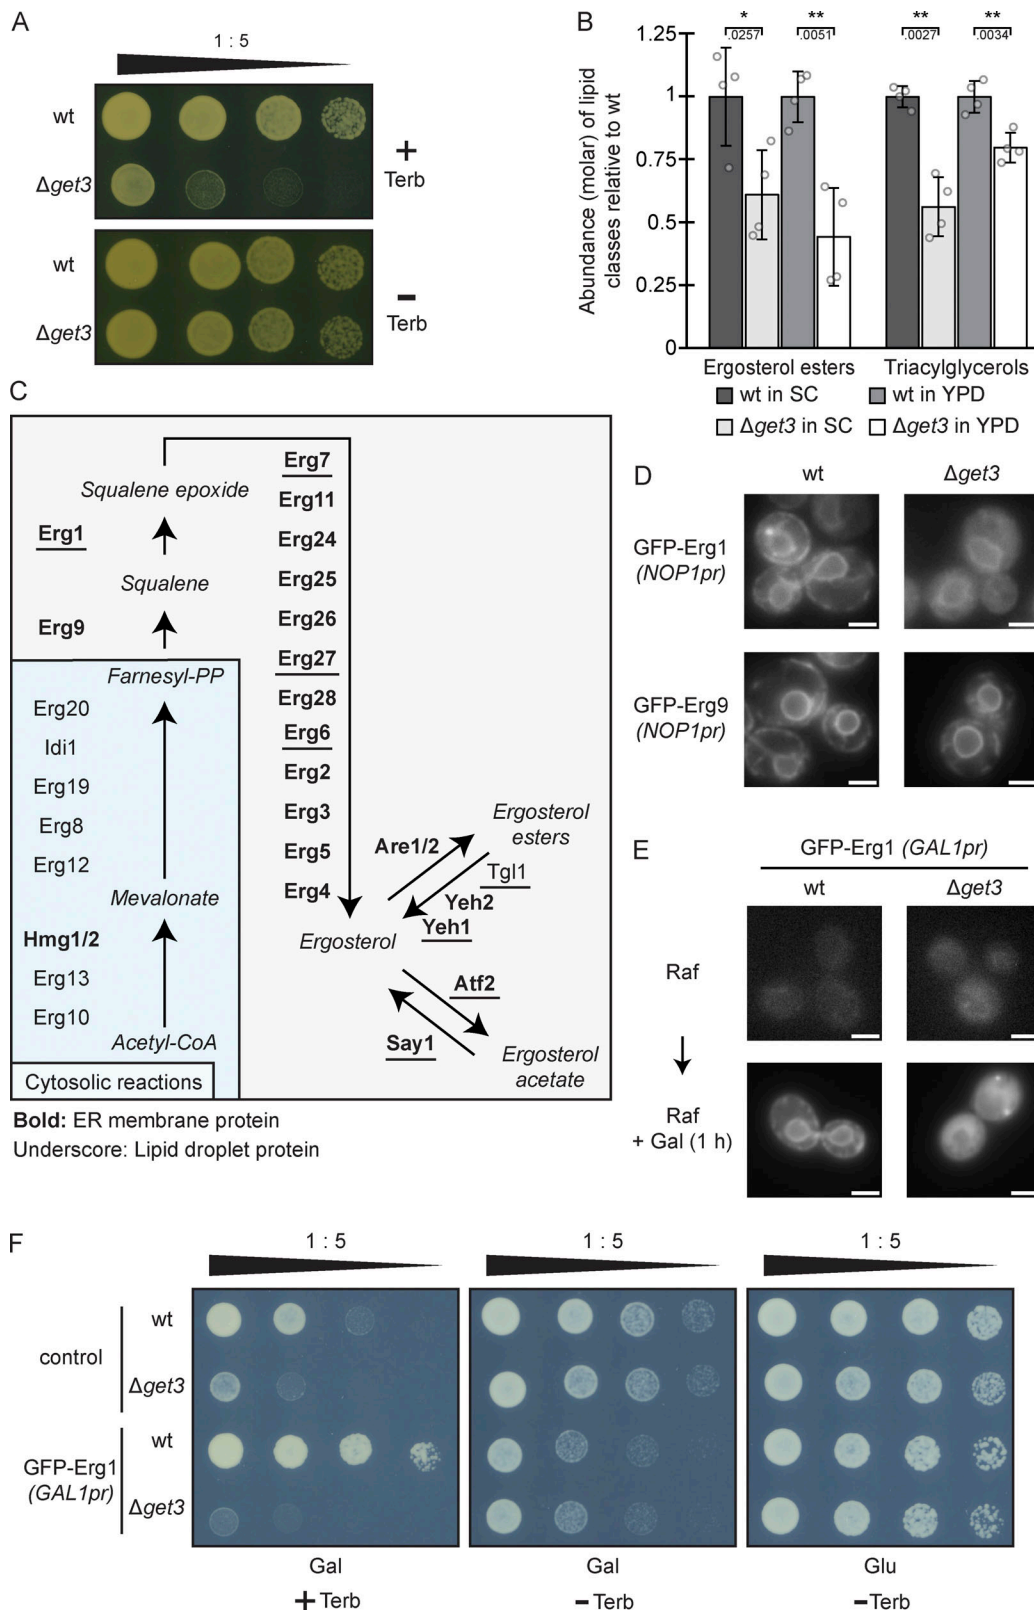 A
1 : 5
wt
Δget3
+
Terb
wt
Δget3
−
Terb
B
Abundance (molar) of lipid
classes relative to wt
1.25
1
0.75
0.5
0.25
0
*
.0257
**
.0051
**
.0027
**
.0034
Ergosterol esters
Triacylglycerols
wt in SC
wt in YPD
Δget3 in SC
Δget3 in YPD
C
Squalene epoxide
Erg1
Squalene
Erg9
Farnesyl-PP
Erg20
Idi1
Erg19
Erg8
Erg12
Mevalonate
Hmg1/2
Erg13
Erg10
Acetyl-CoA
Cytosolic reactions
Erg7
Erg11
Erg24
Erg25
Erg26
Erg27
Erg28
Erg6
Erg2
Erg3
Erg5
Erg4
Ergosterol
Are1/2
Ergosterol
esters
Tgl1
Yeh2
Yeh1
Atf2
Say1
Ergosterol
acetate
Bold: ER membrane protein
Underscore: Lipid droplet protein
D
wt
Δget3
GFP-Erg1
(NOP1pr)
GFP-Erg9
(NOP1pr)
E
GFP-Erg1 (GAL1pr)
wt
Δget3
Raf
Raf
+ Gal (1 h)
F
1 : 5
1 : 5
1 : 5
control
wt
Δget3
GFP-Erg1
(GAL1pr)
wt
Δget3
Gal
Gal
Glu
+ Terb
− Terb
− Terb